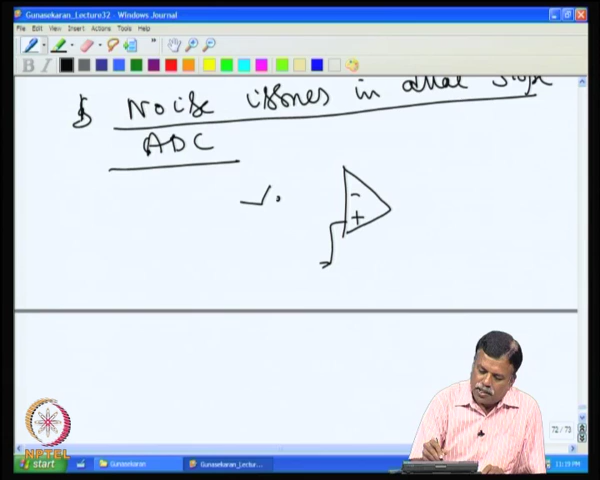 Gunasekaran_Lecture32 - Windows Journal
File Edit View Insert Actions Tools Help
B I
Noise issues in dual slope
ADC
-
+
72 / 73
NPTEL
start
Gunasekaran
Gunasekaran_Lectur...
11:19 PM